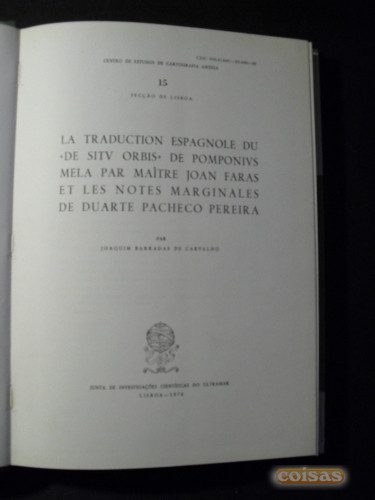 CENTRO DE ESTUDOS DE CARTOGRAFIA ANTIGA
15
SECÇÃO DE LISBOA
LA TRADUCTION ESPAGNOLE DU
«DE SITV ORBIS» DE POMPONIVS
MELA PAR MAÎTRE JOAN FARAS
ET LES NOTES MARGINALES
DE DUARTE PACHECO PEREIRA
POR
JOAQUIM BARRADAS DE CARVALHO
JUNTA DE INVESTIGAÇÕES CIENTÍFICAS DO ULTRAMAR
LISBOA—1974
coisas